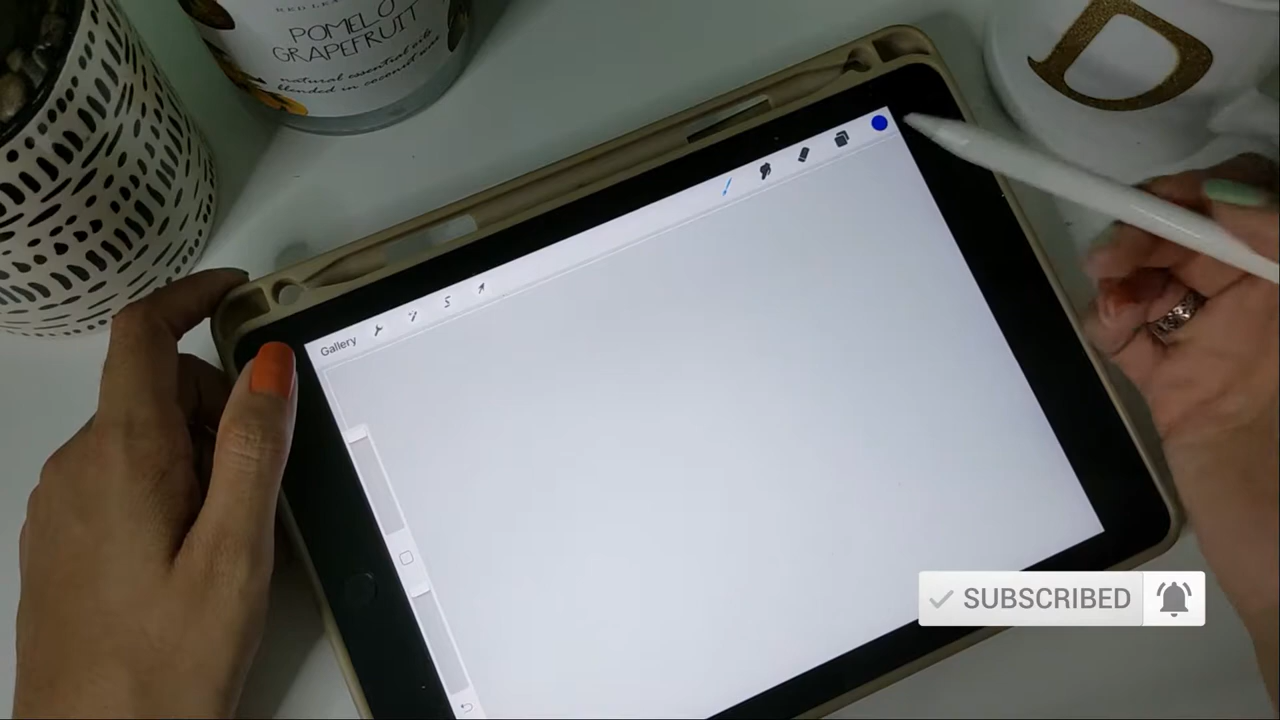 POMELO
GRAPEFRUIT
natural essential oils
blended in coconut wax
D
Gallery
SUBSCRIBED